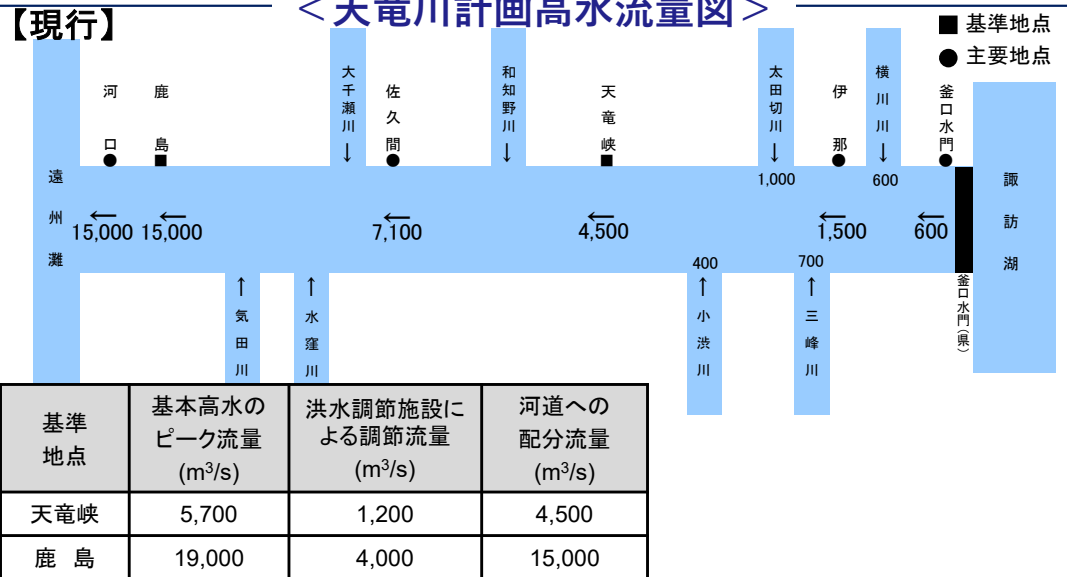 ＜天竜川計画高水流量図＞
【現行】
■ 基準地点
● 主要地点
河口
鹿島
大千瀬川
↓
佐久間
和知野川
↓
天竜峡
太田切川
↓
伊那
横川川
↓
釜口水門
1,000
600
遠州灘
諏訪湖
←
15,000
←
15,000
←
7,100
←
4,500
←
1,500
←
600
400
700
↑
気田川
↑
水窪川
↑
小渋川
↑
三峰川
釜口水門(県)
基準地点 基本高水のピーク流量(m³/s) 洪水調節施設による調節流量(m³/s) 河道への配分流量(m³/s)
天竜峡 5,700 1,200 4,500
鹿 島 19,000 4,000 15,000